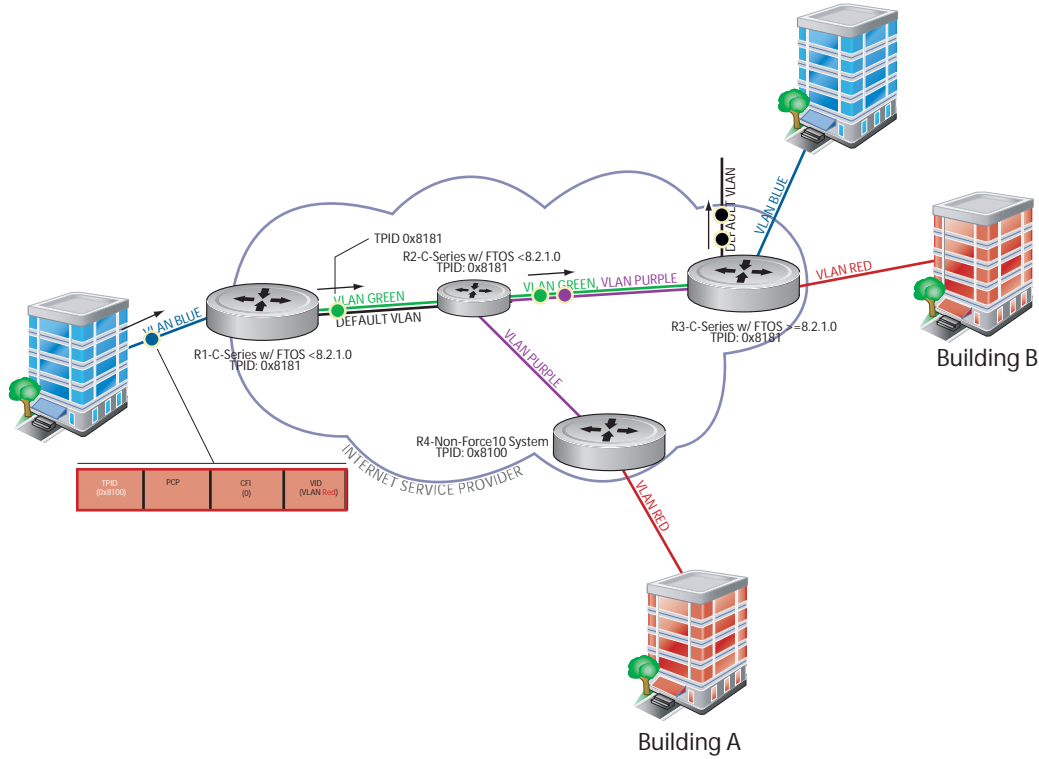 DEFAULT VLAN
VLAN BLUE
TPID 0x8181
R2-C-Series w/ FTOS <8.2.1.0
TPID: 0x8181
VLAN GREEN, VLAN PURPLE
VLAN RED
VLAN GREEN
DEFAULT VLAN
VLAN BLUE
R3-C-Series w/ FTOS >=8.2.1.0
TPID: 0x8181
R1-C-Series w/ FTOS <8.2.1.0
TPID: 0x8181
Building B
VLAN PURPLE
R4-Non-Force10 System
TPID: 0x8100
INTERNET SERVICE PROVIDER
TPID
(0x8100)
PCP
CFI
(0)
VID
(VLAN Red)
VLAN RED
Building A